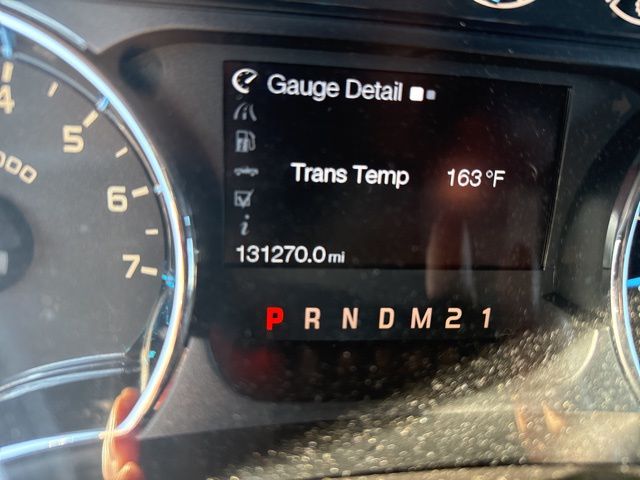 Gauge Detail
Trans Temp 163°F
131270.0 mi
P R N D M 2 1
4
5
6
7